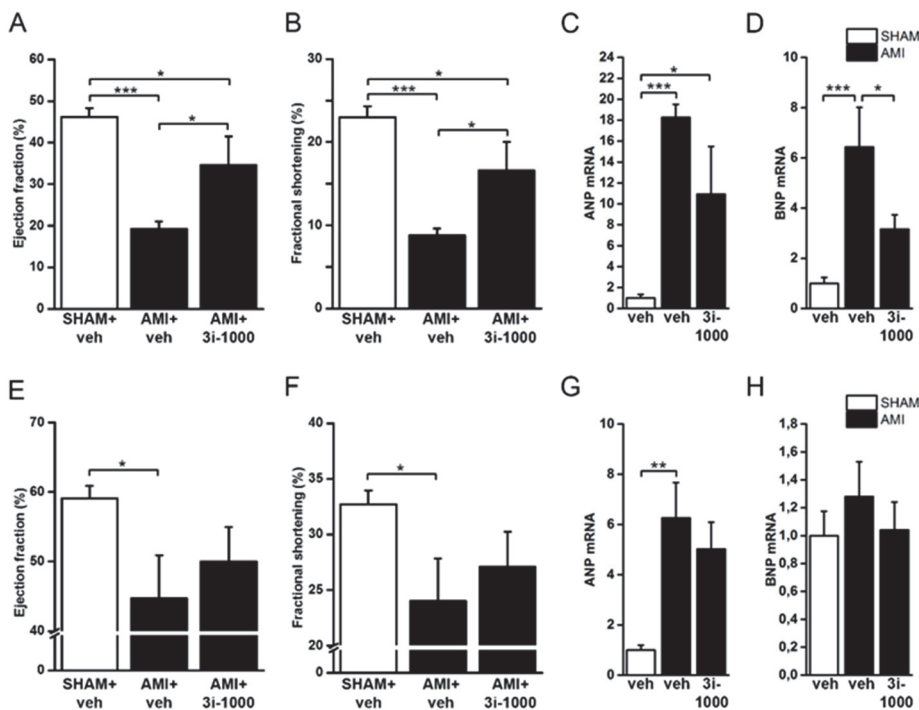 A
Ejection fraction (%)
60
50
40
30
20
10
0
*
***
*
SHAM+ AMI+ AMI+
veh veh 3i-1000
B
Fractional shortening (%)
30
20
10
0
*
***
*
SHAM+ AMI+ AMI+
veh veh 3i-1000
C
ANP mRNA
24
22
20
18
16
14
12
10
8
6
4
2
0
*
***
veh veh 3i-
1000
D
SHAM
AMI
BNP mRNA
10
8
6
4
2
0
*** *
veh veh 3i-
1000
E
Ejection fraction (%)
70
60
50
40
0
*
SHAM+ AMI+ AMI+
veh veh 3i-1000
F
Fractional shortening (%)
40
35
30
25
20
0
*
SHAM+ AMI+ AMI+
veh veh 3i-1000
G
ANP mRNA
10
8
6
4
2
0
**
veh veh 3i-
1000
H
SHAM
AMI
BNP mRNA
1,8
1,6
1,4
1,2
1,0
0,8
0,6
0,4
0,2
0,0
veh veh 3i-
1000